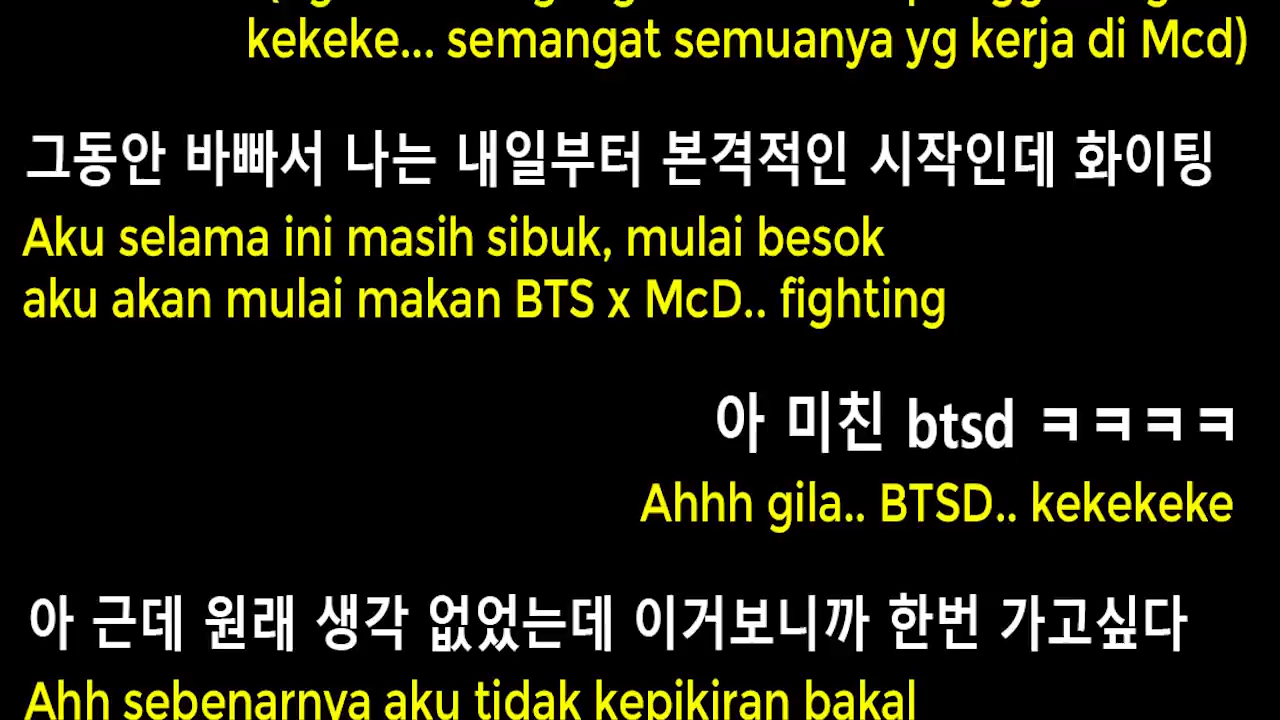 kekeke... semangat semuanya yg kerja di Mcd)
그동안 바빠서 나는 내일부터 본격적인 시작인데 화이팅
Aku selama ini masih sibuk, mulai besok
aku akan mulai makan BTS x McD.. fighting
아 미친 btsd ㅋㅋㅋㅋ
Ahhh gila.. BTSD.. kekekeke
아 근데 원래 생각 없었는데 이거보니까 한번 가고싶다
Ahh sebenarnya aku tidak kepikiran bakal